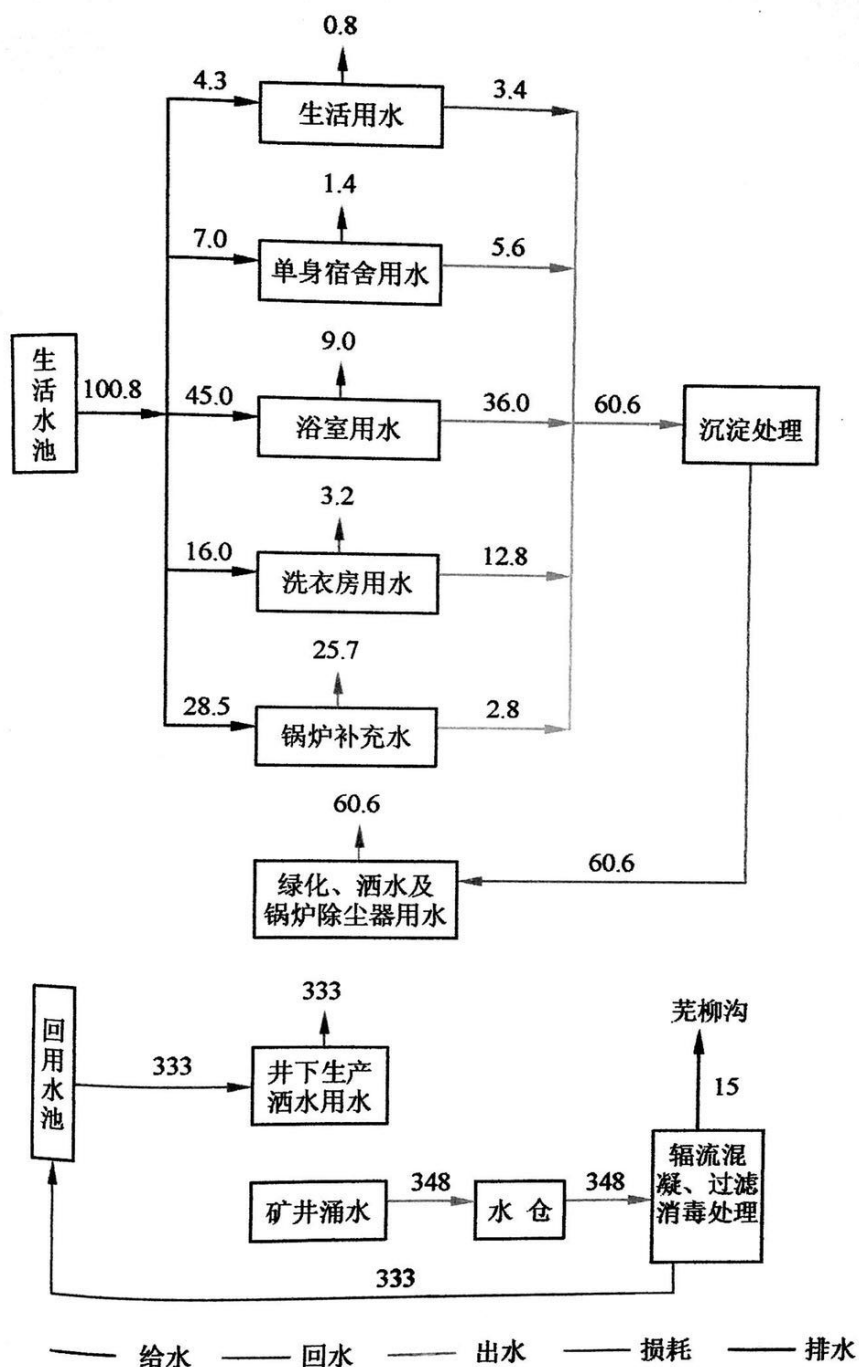 0.8
4.3
生活用水
3.4
1.4
7.0
单身宿舍用水
5.6
9.0
生活水池
100.8
45.0
浴室用水
36.0
60.6
沉淀处理
3.2
16.0
洗衣房用水
12.8
25.7
28.5
锅炉补充水
2.8
60.6
绿化、洒水及
锅炉除尘器用水
60.6
333
芜柳沟
回用水池
333
井下生产
洒水用水
15
辐流混
凝、过滤
消毒处理
矿井涌水
348
水仓
348
333
给水 回水 出水 损耗 排水